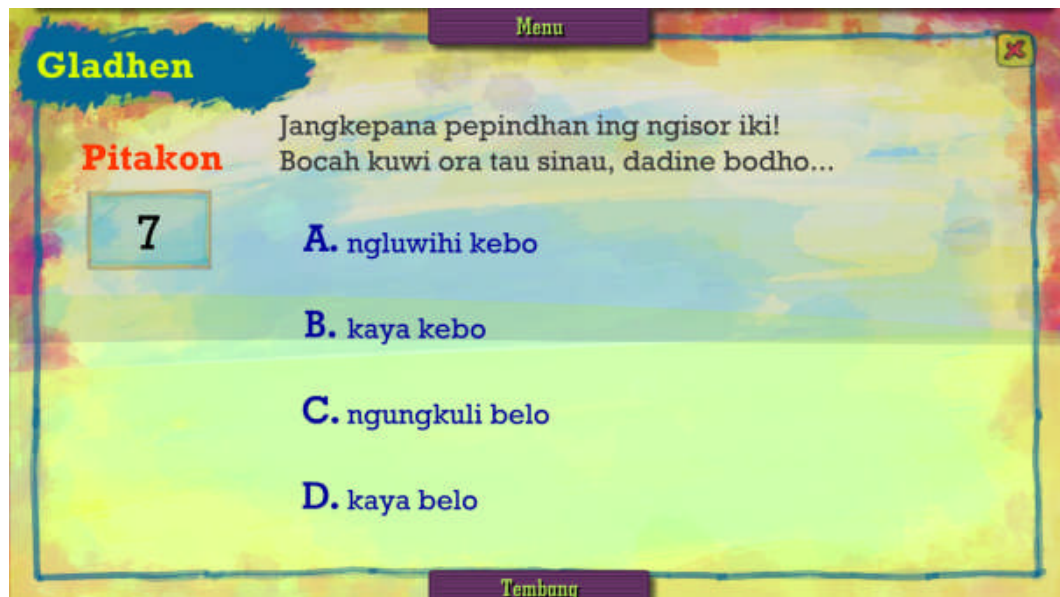 Menu
Gladhen
Jangkepana pepindhan ing ngisor iki!
Pitakon
Bocah kuwi ora tau sinau, dadine bodho...
7
A. ngluwihi kebo
B. kaya kebo
C. ngungkuli belo
D. kaya belo
Tembang